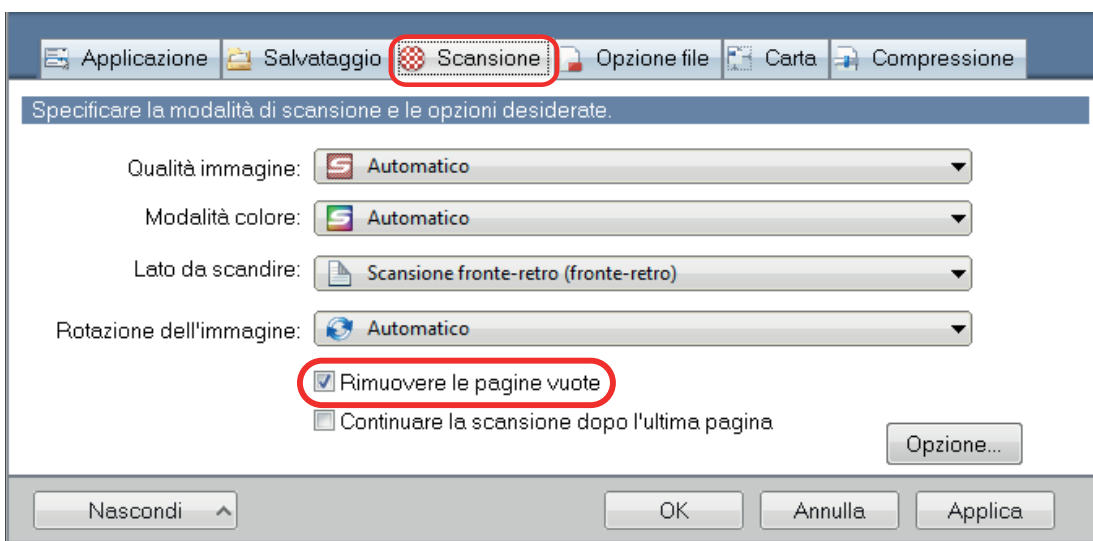 Applicazione Salvataggio Scansione Opzione file Carta Compressione
Specificare la modalità di scansione e le opzioni desiderate.
Qualità immagine: Automatico
Modalità colore: Automatico
Lato da scandire: Scansione fronte-retro (fronte-retro)
Rotazione dell'immagine: Automatico
Rimuovere le pagine vuote
Continuare la scansione dopo l'ultima pagina
Opzione...
Nascondi OK Annulla Applica